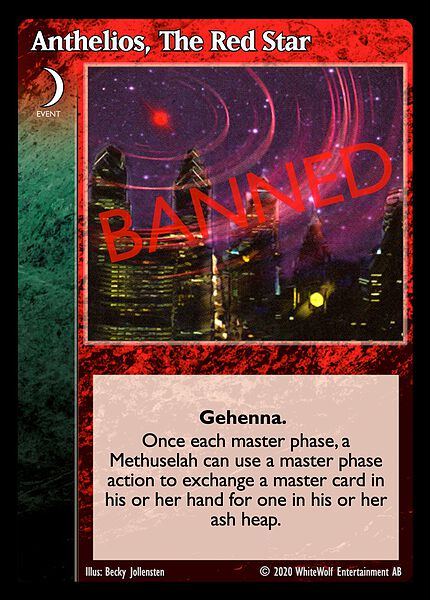 Anthelios, The Red Star
EVENT
BANNED
Gehenna.
Once each master phase, a
Methuselah can use a master phase
action to exchange a master card in
his or her hand for one in his or her
ash heap.
Illus: Becky Jollensten © 2020 WhiteWolf Entertainment AB